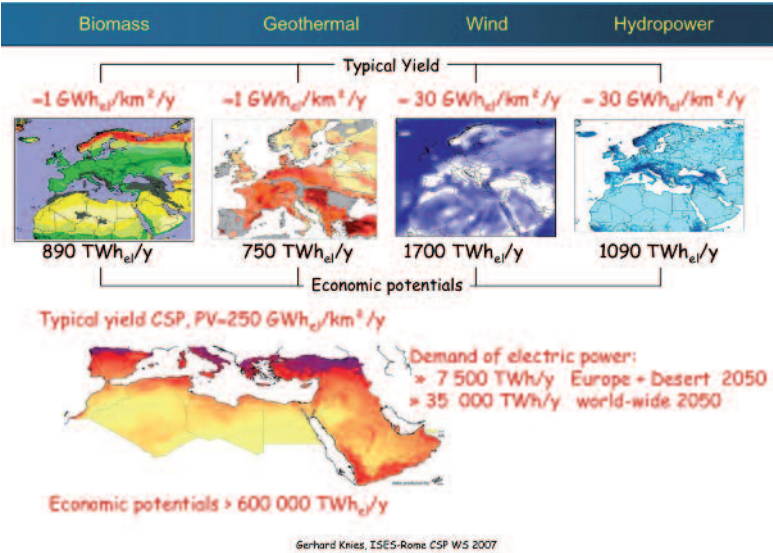 Biomass Geothermal Wind Hydropower
Typical Yield
~1 GWhel/km²/y ~1 GWhel/km²/y ~ 30 GWhel/km²/y ~ 30 GWhel/km²/y
890 TWhel/y 750 TWhel/y 1700 TWhel/y 1090 TWhel/y
Economic potentials
Typical yield CSP, PV~250 GWhel/km²/y
Demand of electric power:
» 7 500 TWh/y Europe + Desert 2050
» 35 000 TWh/y world-wide 2050
Economic potentials > 600 000 TWhel/y
Gerhard Knies, ISES-Rome CSP WS 2007